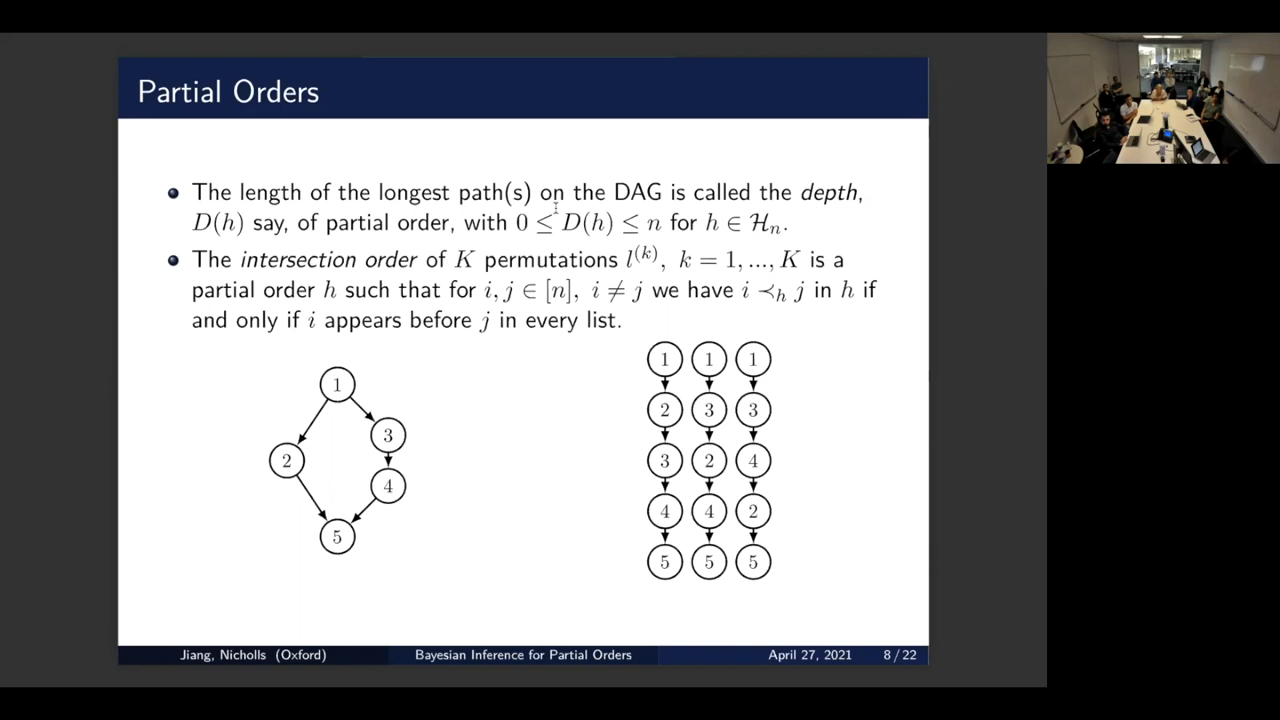 Partial Orders
The length of the longest path(s) on the DAG is called the depth,
D(h) say, of partial order, with 0 ≤ D(h) ≤ n for h ∈ ℋₙ.
The intersection order of K permutations l⁽ᵏ⁾, k = 1, ..., K is a
partial order h such that for i, j ∈ [n], i ≠ j we have i ≺ₕ j in h if
and only if i appears before j in every list.
1
3
2
4
5
1 1 1
2 3 3
3 2 4
4 4 2
5 5 5
Jiang, Nicholls (Oxford) Bayesian Inference for Partial Orders April 27, 2021 8 / 22